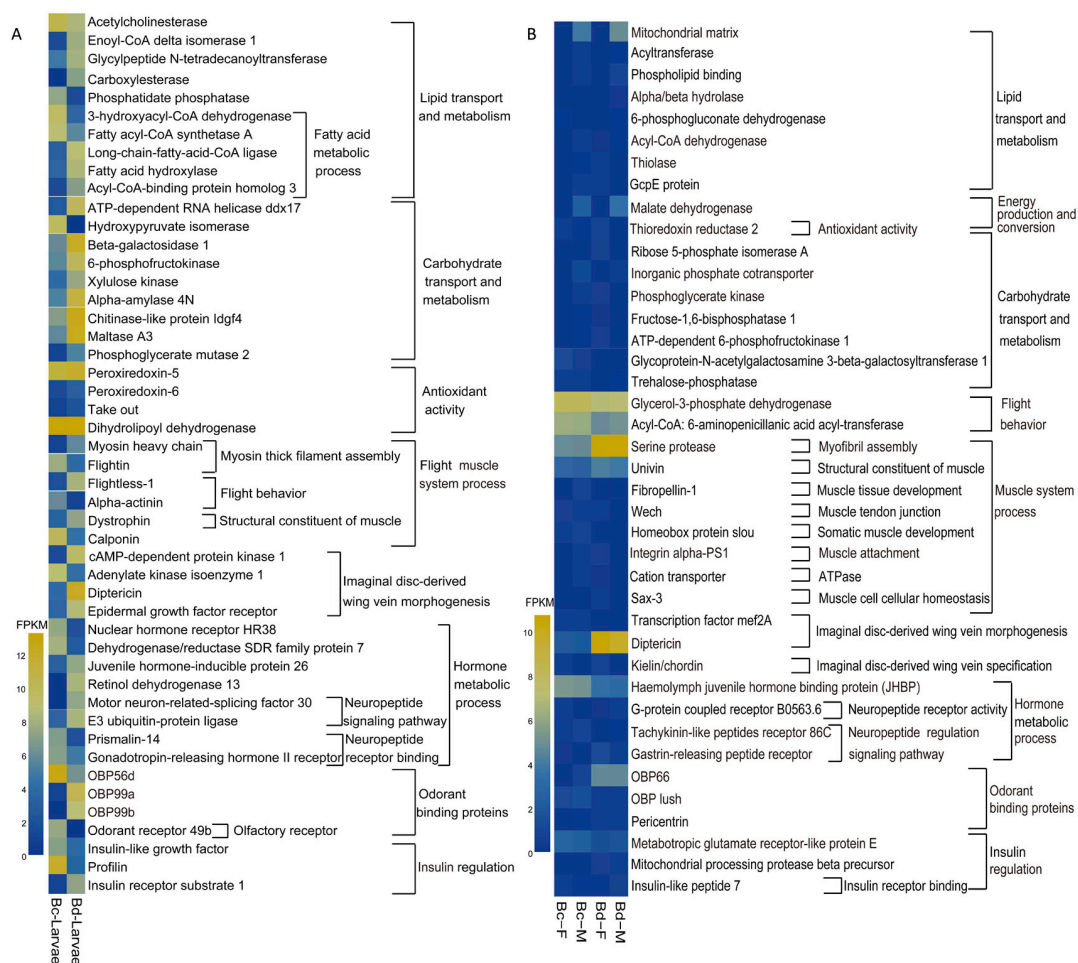 A
Acetylcholinesterase
Enoyl-CoA delta isomerase 1
Glycylpeptide N-tetradecanoyltransferase
Carboxylesterase
Phosphatidate phosphatase
3-hydroxyacyl-CoA dehydrogenase
Fatty acyl-CoA synthetase A
Long-chain-fatty-acid-CoA ligase
Fatty acid hydroxylase
Acyl-CoA-binding protein homolog 3
ATP-dependent RNA helicase ddx17
Hydroxypyruvate isomerase
Beta-galactosidase 1
6-phosphofructokinase
Xylulose kinase
Alpha-amylase 4N
Chitinase-like protein Idgf4
Maltase A3
Phosphoglycerate mutase 2
Peroxiredoxin-5
Peroxiredoxin-6
Take out
Dihydrolipoyl dehydrogenase
Myosin heavy chain
Flightin
Flightless-1
Alpha-actinin
Dystrophin
Calponin
cAMP-dependent protein kinase 1
Adenylate kinase isoenzyme 1
Diptericin
Epidermal growth factor receptor
Nuclear hormone receptor HR38
Dehydrogenase/reductase SDR family protein 7
Juvenile hormone-inducible protein 26
Retinol dehydrogenase 13
Motor neuron-related-splicing factor 30
E3 ubiquitin-protein ligase
Prismalin-14
Gonadotropin-releasing hormone II receptor
OBP56d
OBP99a
OBP99b
Odorant receptor 49b
Insulin-like growth factor
Profilin
Insulin receptor substrate 1
Fatty acid
metabolic
process
Lipid transport
and metabolism
Carbohydrate
transport and
metabolism
Antioxidant
activity
Myosin thick filament assembly
Flight behavior
Structural constituent of muscle
Flight muscle
system process
Imaginal disc-derived
wing vein morphogenesis
Neuropeptide
signaling pathway
Neuropeptide
receptor binding
Hormone
metabolic
process
Olfactory receptor
Odorant
binding proteins
Insulin regulation
FPKM
12
10
8
6
4
2
0
Bc-Larvae
Bd-Larvae
B
Mitochondrial matrix
Acyltransferase
Phospholipid binding
Alpha/beta hydrolase
6-phosphogluconate dehydrogenase
Acyl-CoA dehydrogenase
Thiolase
GcpE protein
Malate dehydrogenase
Thioredoxin reductase 2
Ribose 5-phosphate isomerase A
Inorganic phosphate cotransporter
Phosphoglycerate kinase
Fructose-1,6-bisphosphatase 1
ATP-dependent 6-phosphofructokinase 1
Glycoprotein-N-acetylgalactosamine 3-beta-galactosyltransferase 1
Trehalose-phosphatase
Glycerol-3-phosphate dehydrogenase
Acyl-CoA: 6-aminopenicillanic acid acyl-transferase
Serine protease
Univin
Fibropellin-1
Wech
Homeobox protein slou
Integrin alpha-PS1
Cation transporter
Sax-3
Transcription factor mef2A
Diptericin
Kielin/chordin
Haemolymph juvenile hormone binding protein (JHBP)
G-protein coupled receptor B0563.6
Tachykinin-like peptides receptor 86C
Gastrin-releasing peptide receptor
OBP66
OBP lush
Pericentrin
Metabotropic glutamate receptor-like protein E
Mitochondrial processing protease beta precursor
Insulin-like peptide 7
Lipid
transport and
metabolism
Energy
production and
conversion
Antioxidant activity
Carbohydrate
transport and
metabolism
Flight
behavior
Myofibril assembly
Structural constituent of muscle
Muscle tissue development
Muscle tendon junction
Somatic muscle development
Muscle attachment
ATPase
Muscle cell cellular homeostasis
Muscle system
process
Imaginal disc-derived wing vein morphogenesis
Imaginal disc-derived wing vein specification
Neuropeptide receptor activity
Neuropeptide regulation
signaling pathway
Hormone
metabolic
process
Odorant
binding proteins
Insulin receptor binding
Insulin
regulation
FPKM
10
8
6
4
2
0
Bc-F
Bc-M
Bd-F
Bd-M